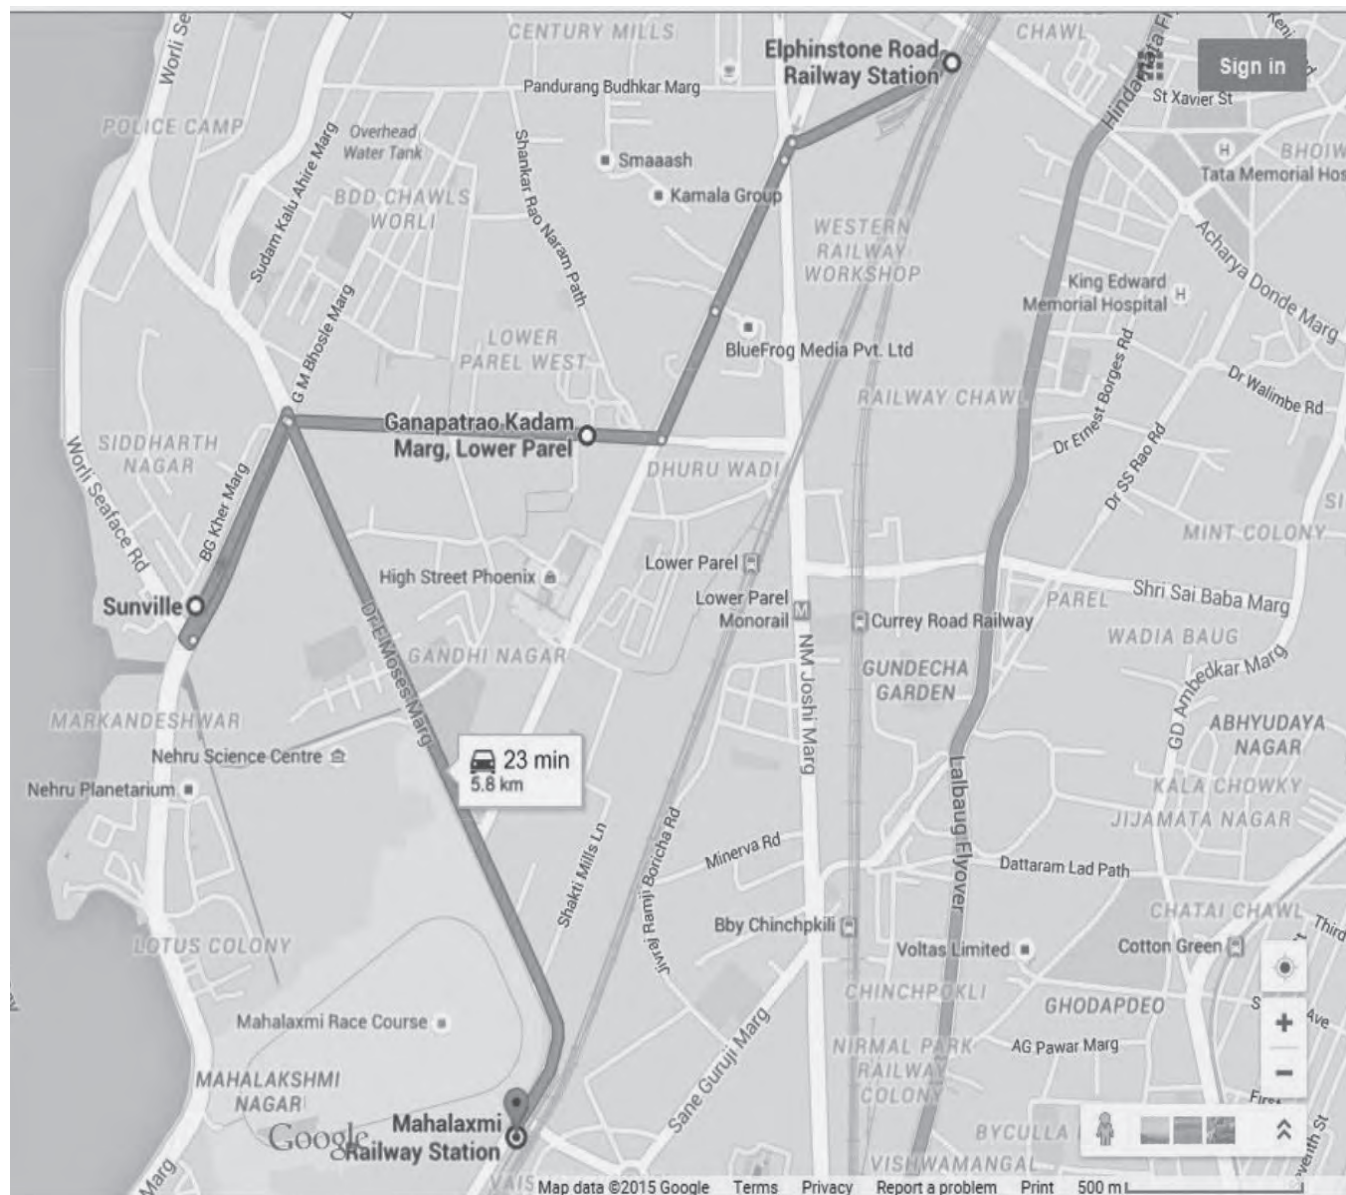 Worli Se
CENTURY MILLS
Elphinstone Road
Railway Station
CHAWL
Sign in
Pandurang Budhkar Marg
St Xavier St
POLICE CAMP
Overhead
Water Tank
Smaaash
Hindamata Fl
Tata Memorial Hos
BHOIW
BDD CHAWLS
WORLI
Kamala Group
Sudam Kalu Ahire Marg
Shankar Rao Naram Path
WESTERN
RAILWAY
WORKSHOP
Acharya Donde Marg
King Edward
Memorial Hospital
G M Bhosle Marg
LOWER
PAREL WEST
BlueFrog Media Pvt. Ltd
RAILWAY CHAWL
Dr Ernest Borges Rd
Dr Walimbe Rd
Ganapatrao Kadam
Marg, Lower Parel
SIDDHARTH
NAGAR
DHURU WADI
Dr SS Rao Rd
Worli Seaface Rd
BG Kher Marg
MINT COLONY
High Street Phoenix
Lower Parel
Lower Parel
Monorail
Sunville
Currey Road Railway
PAREL
Shri Sai Baba Marg
WADIA BAUG
Dr E Moses Marg
GANDHI NAGAR
GUNDECHA
GARDEN
NM Joshi Marg
GD Ambedkar Marg
MARKANDESHWAR
ABHYUDAYA
NAGAR
Nehru Science Centre
23 min
5.8 km
Nehru Planetarium
KALA CHOWKY
JIJAMATA NAGAR
Lalbaug Flyover
Shakti Mills Ln
Jivraj Ramji Boricha Rd
Minerva Rd
Dattaram Lad Path
CHATAI CHAWL
Third
Bby Chinchpkili
Voltas Limited
Cotton Green
LOTUS COLONY
CHINCHPOKLI
GHODAPDEO
Ave
Mahalaxmi Race Course
Sane Guruji Marg
NIRMAL PARK
RAILWAY
COLONY
AG Pawar Marg
MAHALAKSHMI
NAGAR
Mahalaxmi
Railway Station
Google
First
BYCULLA
VISHWAMANGAL
Marg
VAIS
Map data ©2015 Google Terms Privacy Report a problem Print 500 m